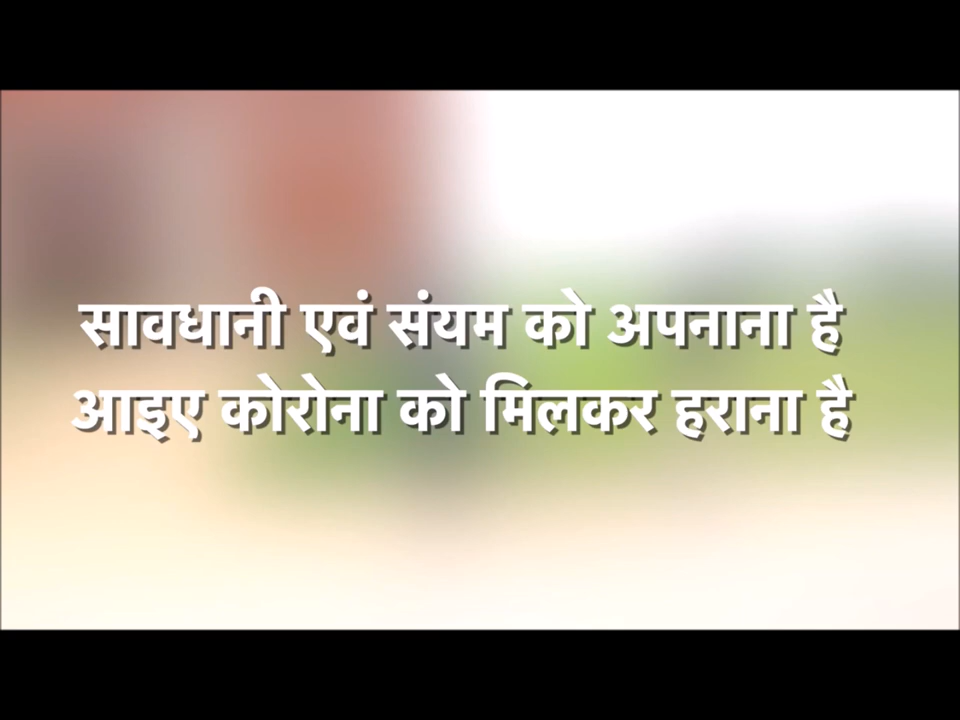 सावधानी एवं संयम को अपनाना है
आइए कोरोना को मिलकर हराना है